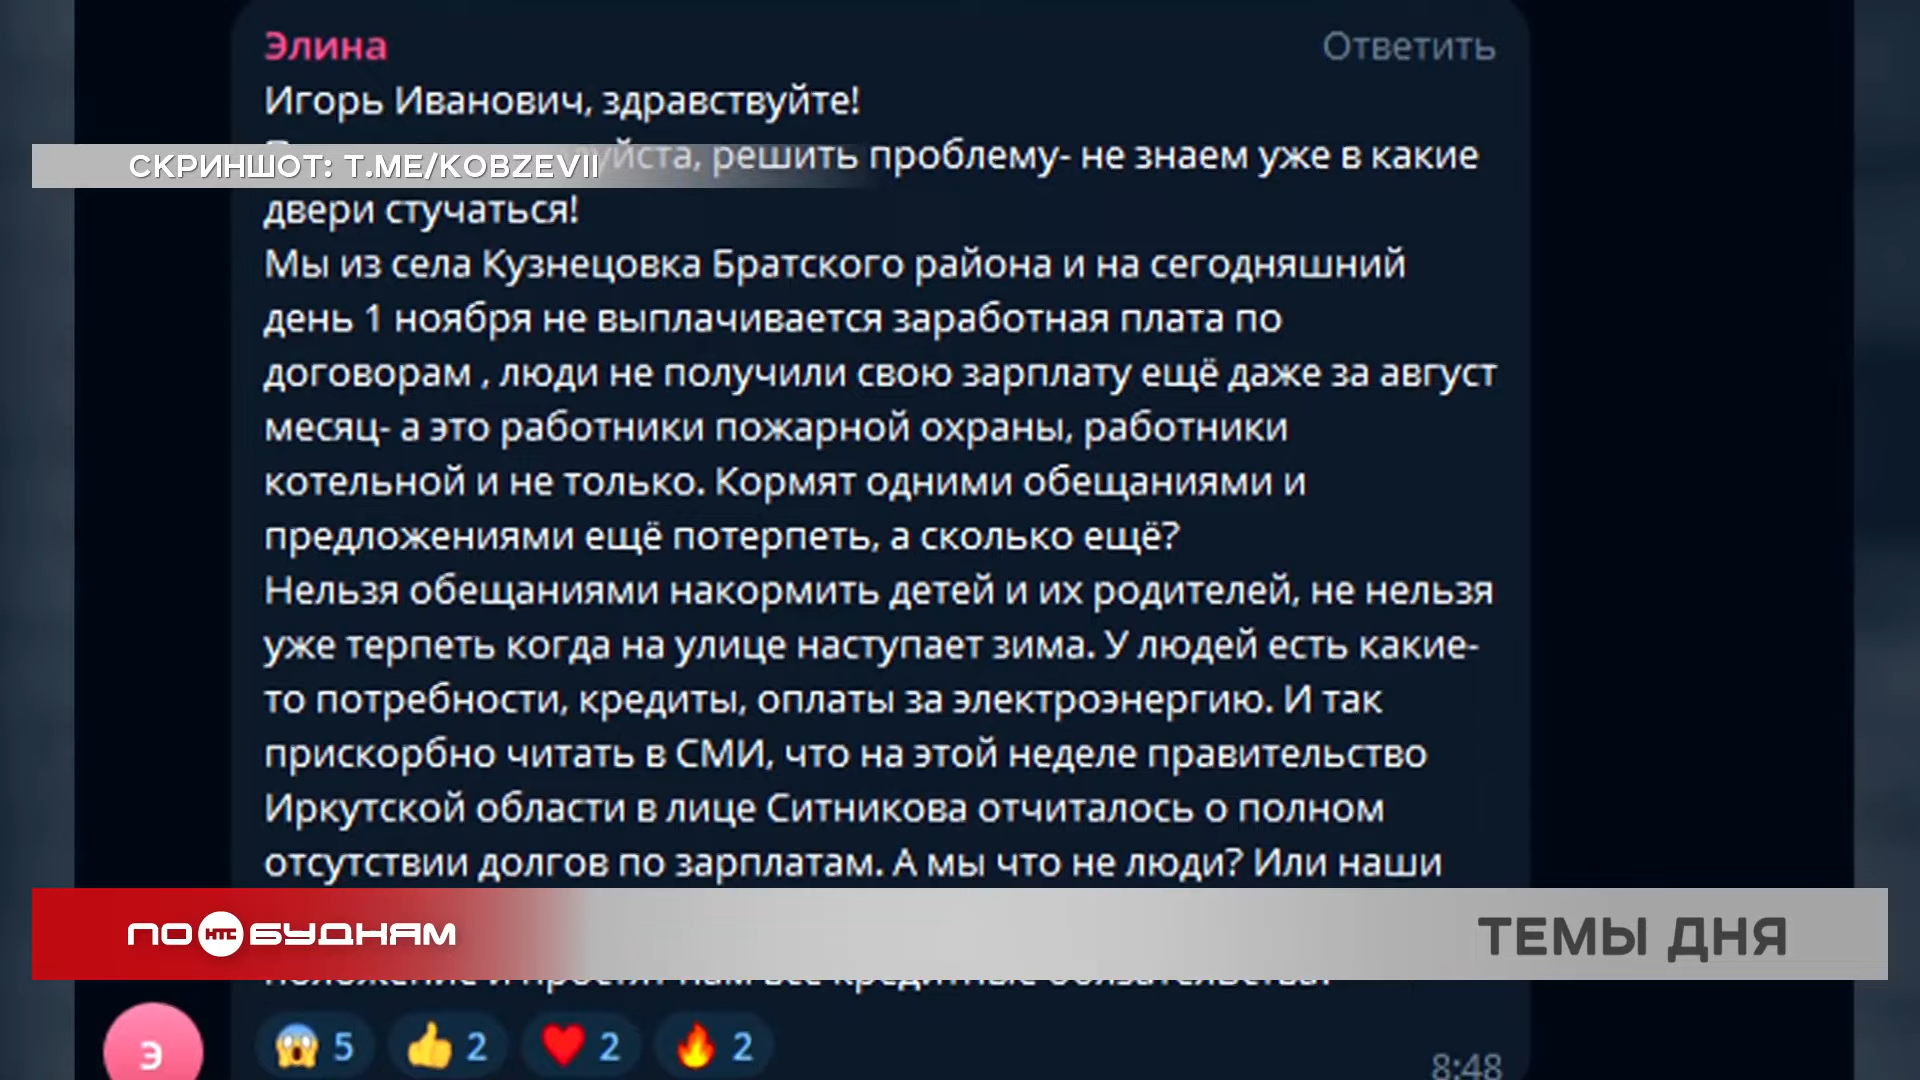 Элина
Ответить
Игорь Иванович, здравствуйте!
СКРИНШОТ: T.ME/KOBZEVII
решить проблему- не знаем уже в какие
двери стучаться!
Мы из села Кузнецовка Братского района и на сегодняшний
день 1 ноября не выплачивается заработная плата по
договорам , люди не получили свою зарплату ещё даже за август
месяц- а это работники пожарной охраны, работники
котельной и не только. Кормят одними обещаниями и
предложениями ещё потерпеть, а сколько ещё?
Нельзя обещаниями накормить детей и их родителей, не нельзя
уже терпеть когда на улице наступает зима. У людей есть какие-
то потребности, кредиты, оплаты за электроэнергию. И так
прискорбно читать в СМИ, что на этой неделе правительство
Иркутской области в лице Ситникова отчиталось о полном
отсутствии долгов по зарплатам. А мы что не люди? Или наши
ПО НТС БУДНЯМ
ТЕМЫ ДНЯ
Э
5 2 2 2
8:48